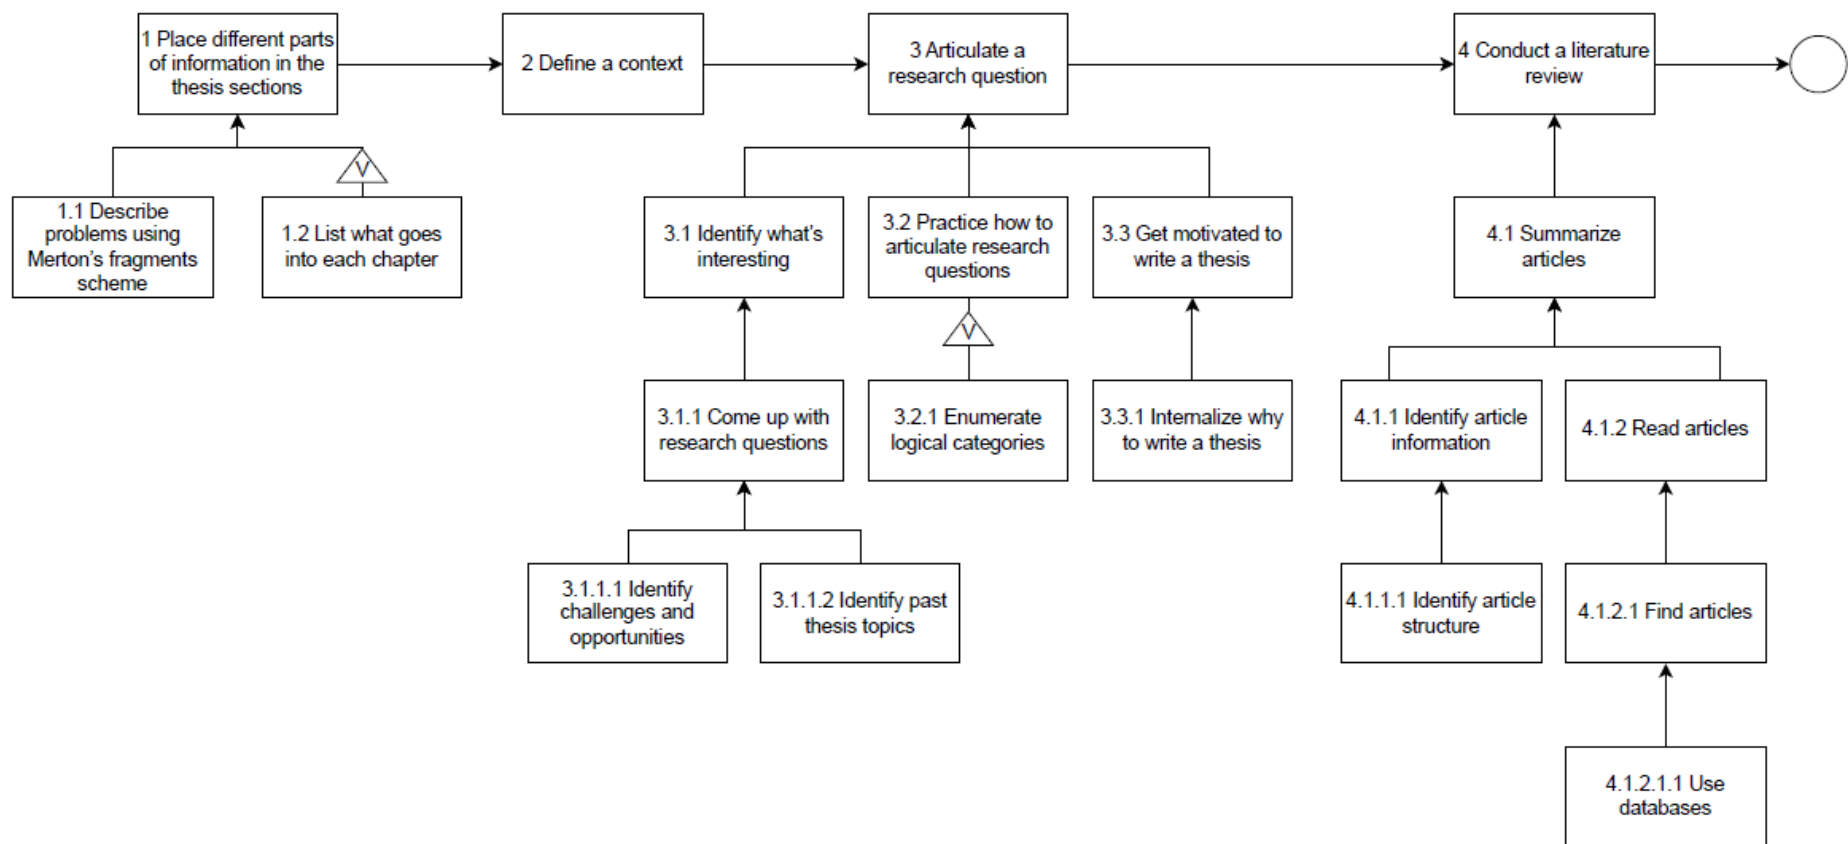 1 Place different parts
of information in the
thesis sections
2 Define a context
3 Articulate a
research question
4 Conduct a literature
review
V
1.1 Describe
problems using
Merton's fragments
scheme
1.2 List what goes
into each chapter
3.1 Identify what's
interesting
3.2 Practice how to
articulate research
questions
3.3 Get motivated to
write a thesis
4.1 Summarize
articles
V
3.1.1 Come up with
research questions
3.2.1 Enumerate
logical categories
3.3.1 Internalize why
to write a thesis
4.1.1 Identify article
information
4.1.2 Read articles
3.1.1.1 Identify
challenges and
opportunities
3.1.1.2 Identify past
thesis topics
4.1.1.1 Identify article
structure
4.1.2.1 Find articles
4.1.2.1.1 Use
databases